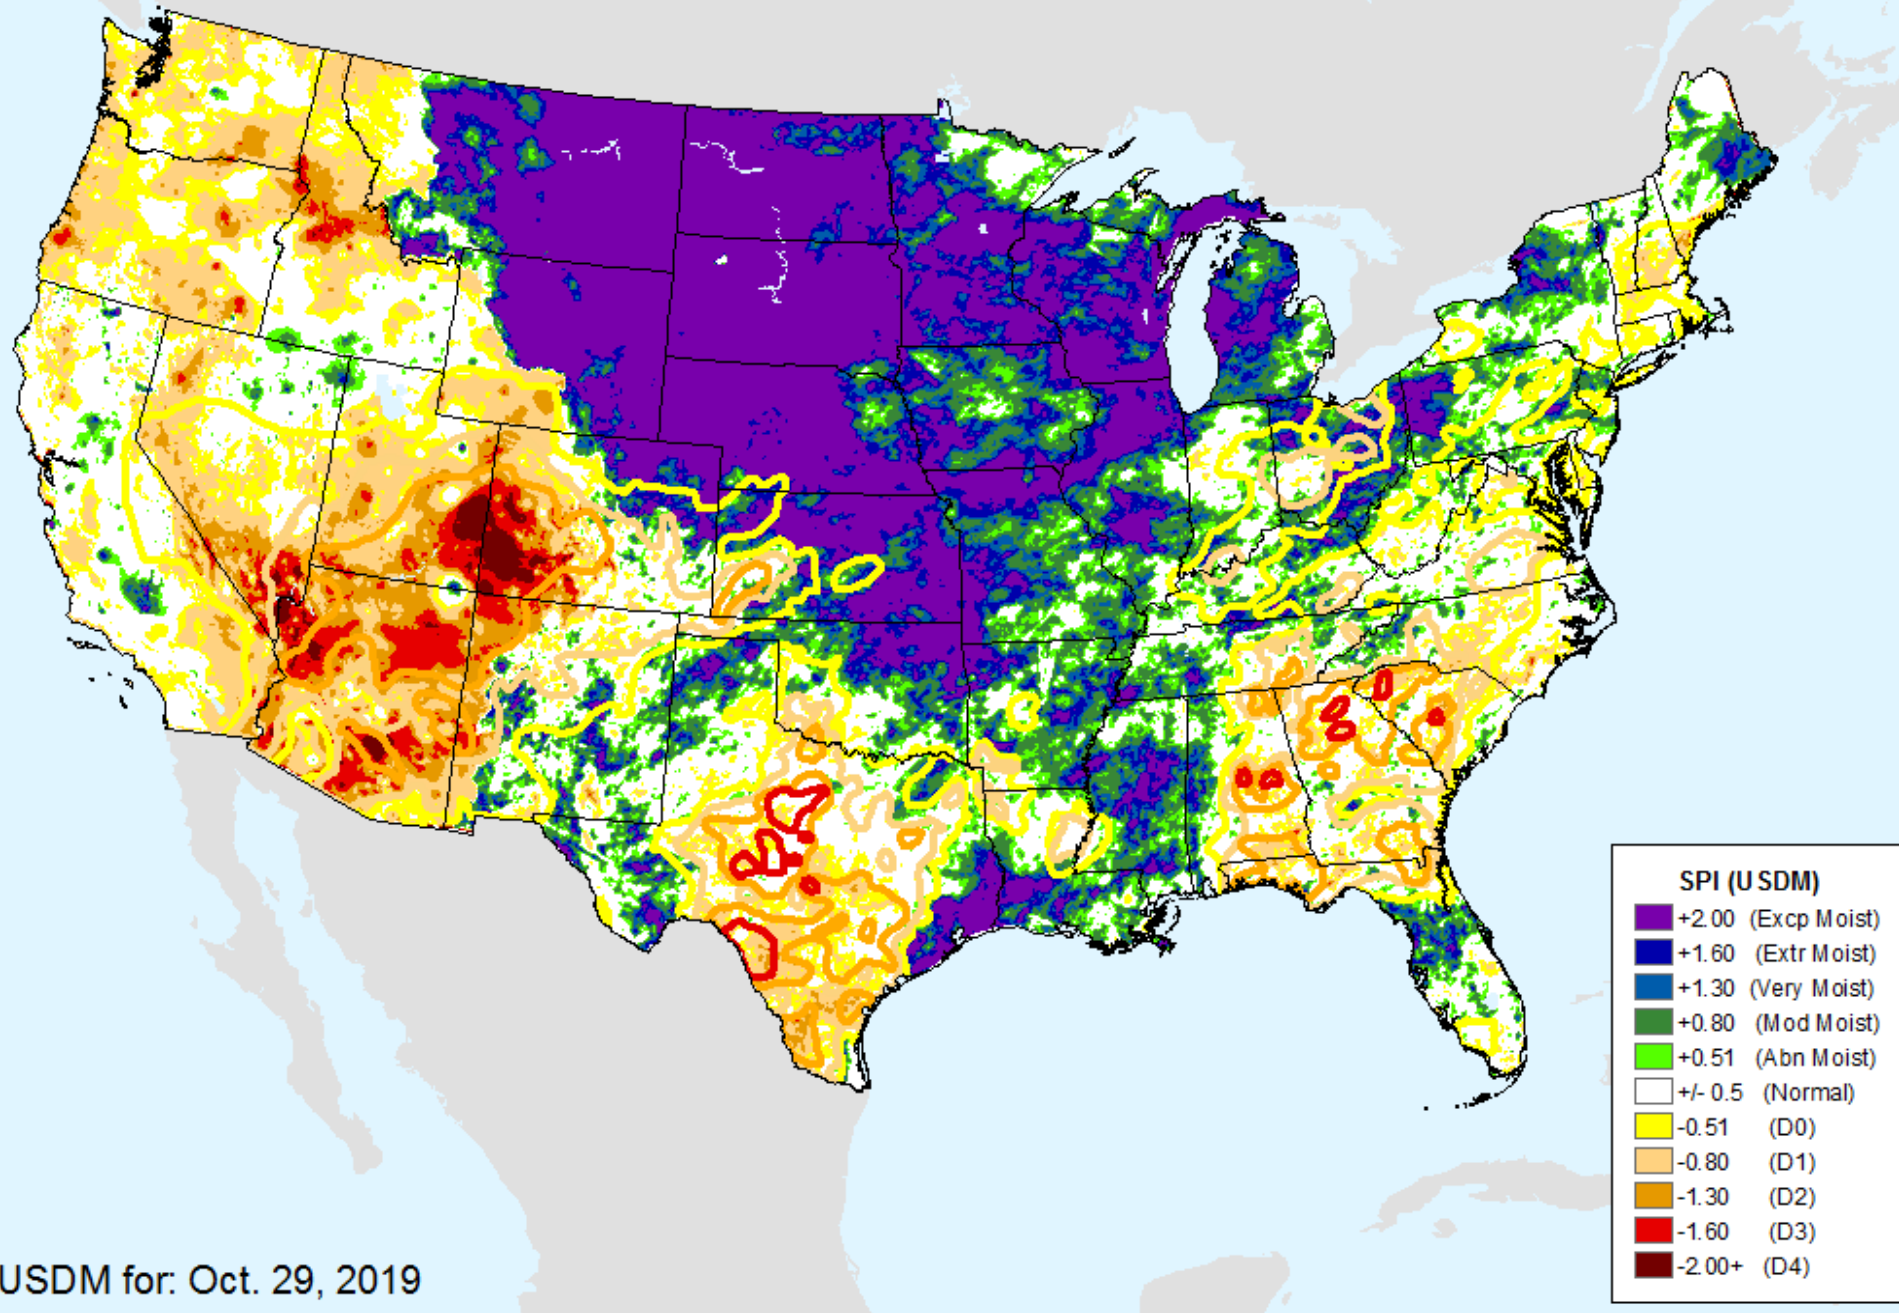 SPI (USDM)
+2.00 (Excp Moist)
+1.60 (Extr Moist)
+1.30 (Very Moist)
+0.80 (Mod Moist)
+0.51 (Abn Moist)
+/- 0.5 (Normal)
-0.51 (D0)
-0.80 (D1)
-1.30 (D2)
-1.60 (D3)
-2.00+ (D4)
USDM for: Oct. 29, 2019